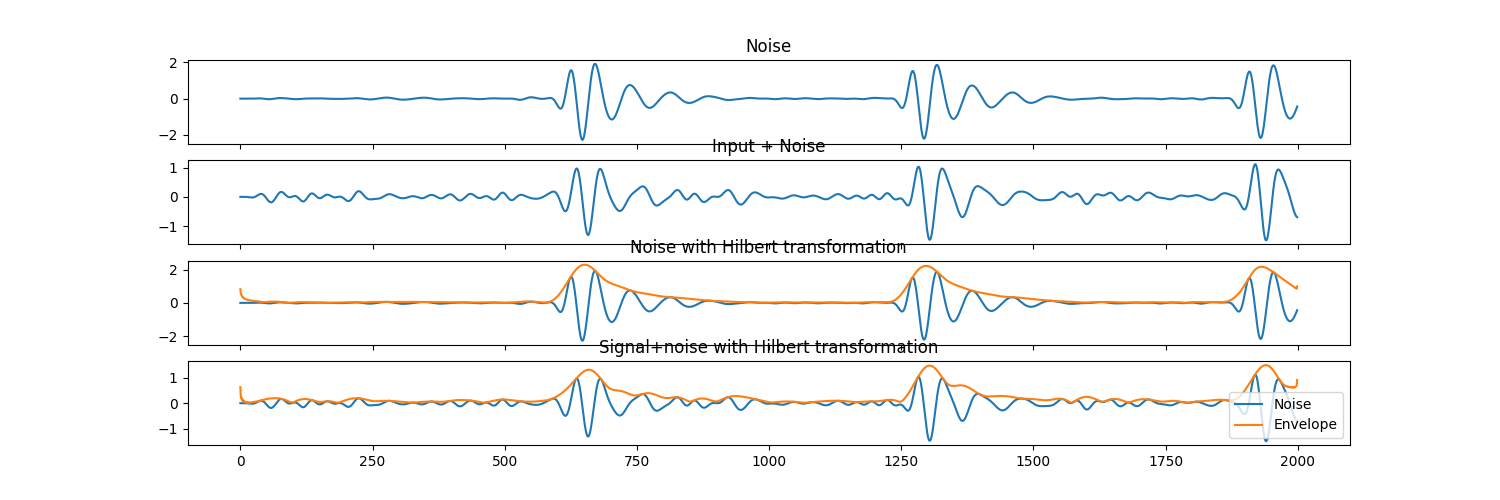 Noise
2
0
−2
Input + Noise
1
0
−1
Noise with Hilbert transformation
2
0
−2
Signal+noise with Hilbert transformation
1
0
−1
Noise
Envelope
0 250 500 750 1000 1250 1500 1750 2000